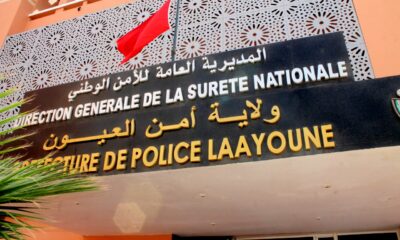 المديرية العامة للأمن الوطني
DIRECTION GENERALE DE LA SURETE NATIONALE
ولاية أمن العيون
PREFECTURE DE POLICE LAAYOUNE